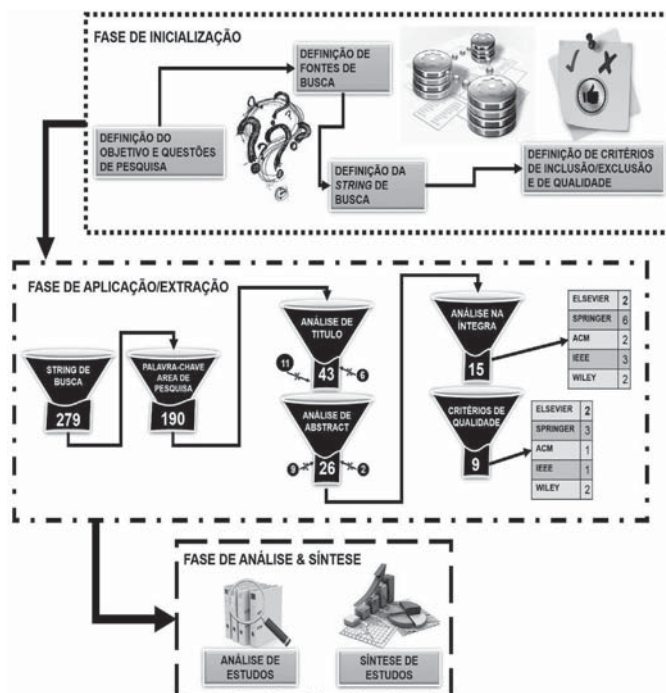 FASE DE INICIALIZAÇÃO
DEFINIÇÃO DO
OBJETIVO E QUESTÕES
DE PESQUISA
DEFINIÇÃO DE
FONTES DE
BUSCA
DEFINIÇÃO DA
STRING DE
BUSCA
DEFINIÇÃO DE CRITÉRIOS
DE INCLUSÃO/EXCLUSÃO
E DE QUALIDADE
FASE DE APLICAÇÃO/EXTRAÇÃO
STRING DE
BUSCA
279
PALAVRA-CHAVE
AREA DE
PESQUISA
190
ANÁLISE DE
TITULO
11
43
6
ANÁLISE DE
ABSTRACT
9
26
2
ANÁLISE NA
ÍNTEGRA
15
ELSEVIER 2
SPRINGER 6
ACM 2
IEEE 3
WILEY 2
CRITÉRIOS DE
QUALIDADE
9
ELSEVIER 2
SPRINGER 3
ACM 1
IEEE 1
WILEY 2
FASE DE ANÁLISE & SÍNTESE
ANÁLISE DE
ESTUDOS
SÍNTESE DE
ESTUDOS